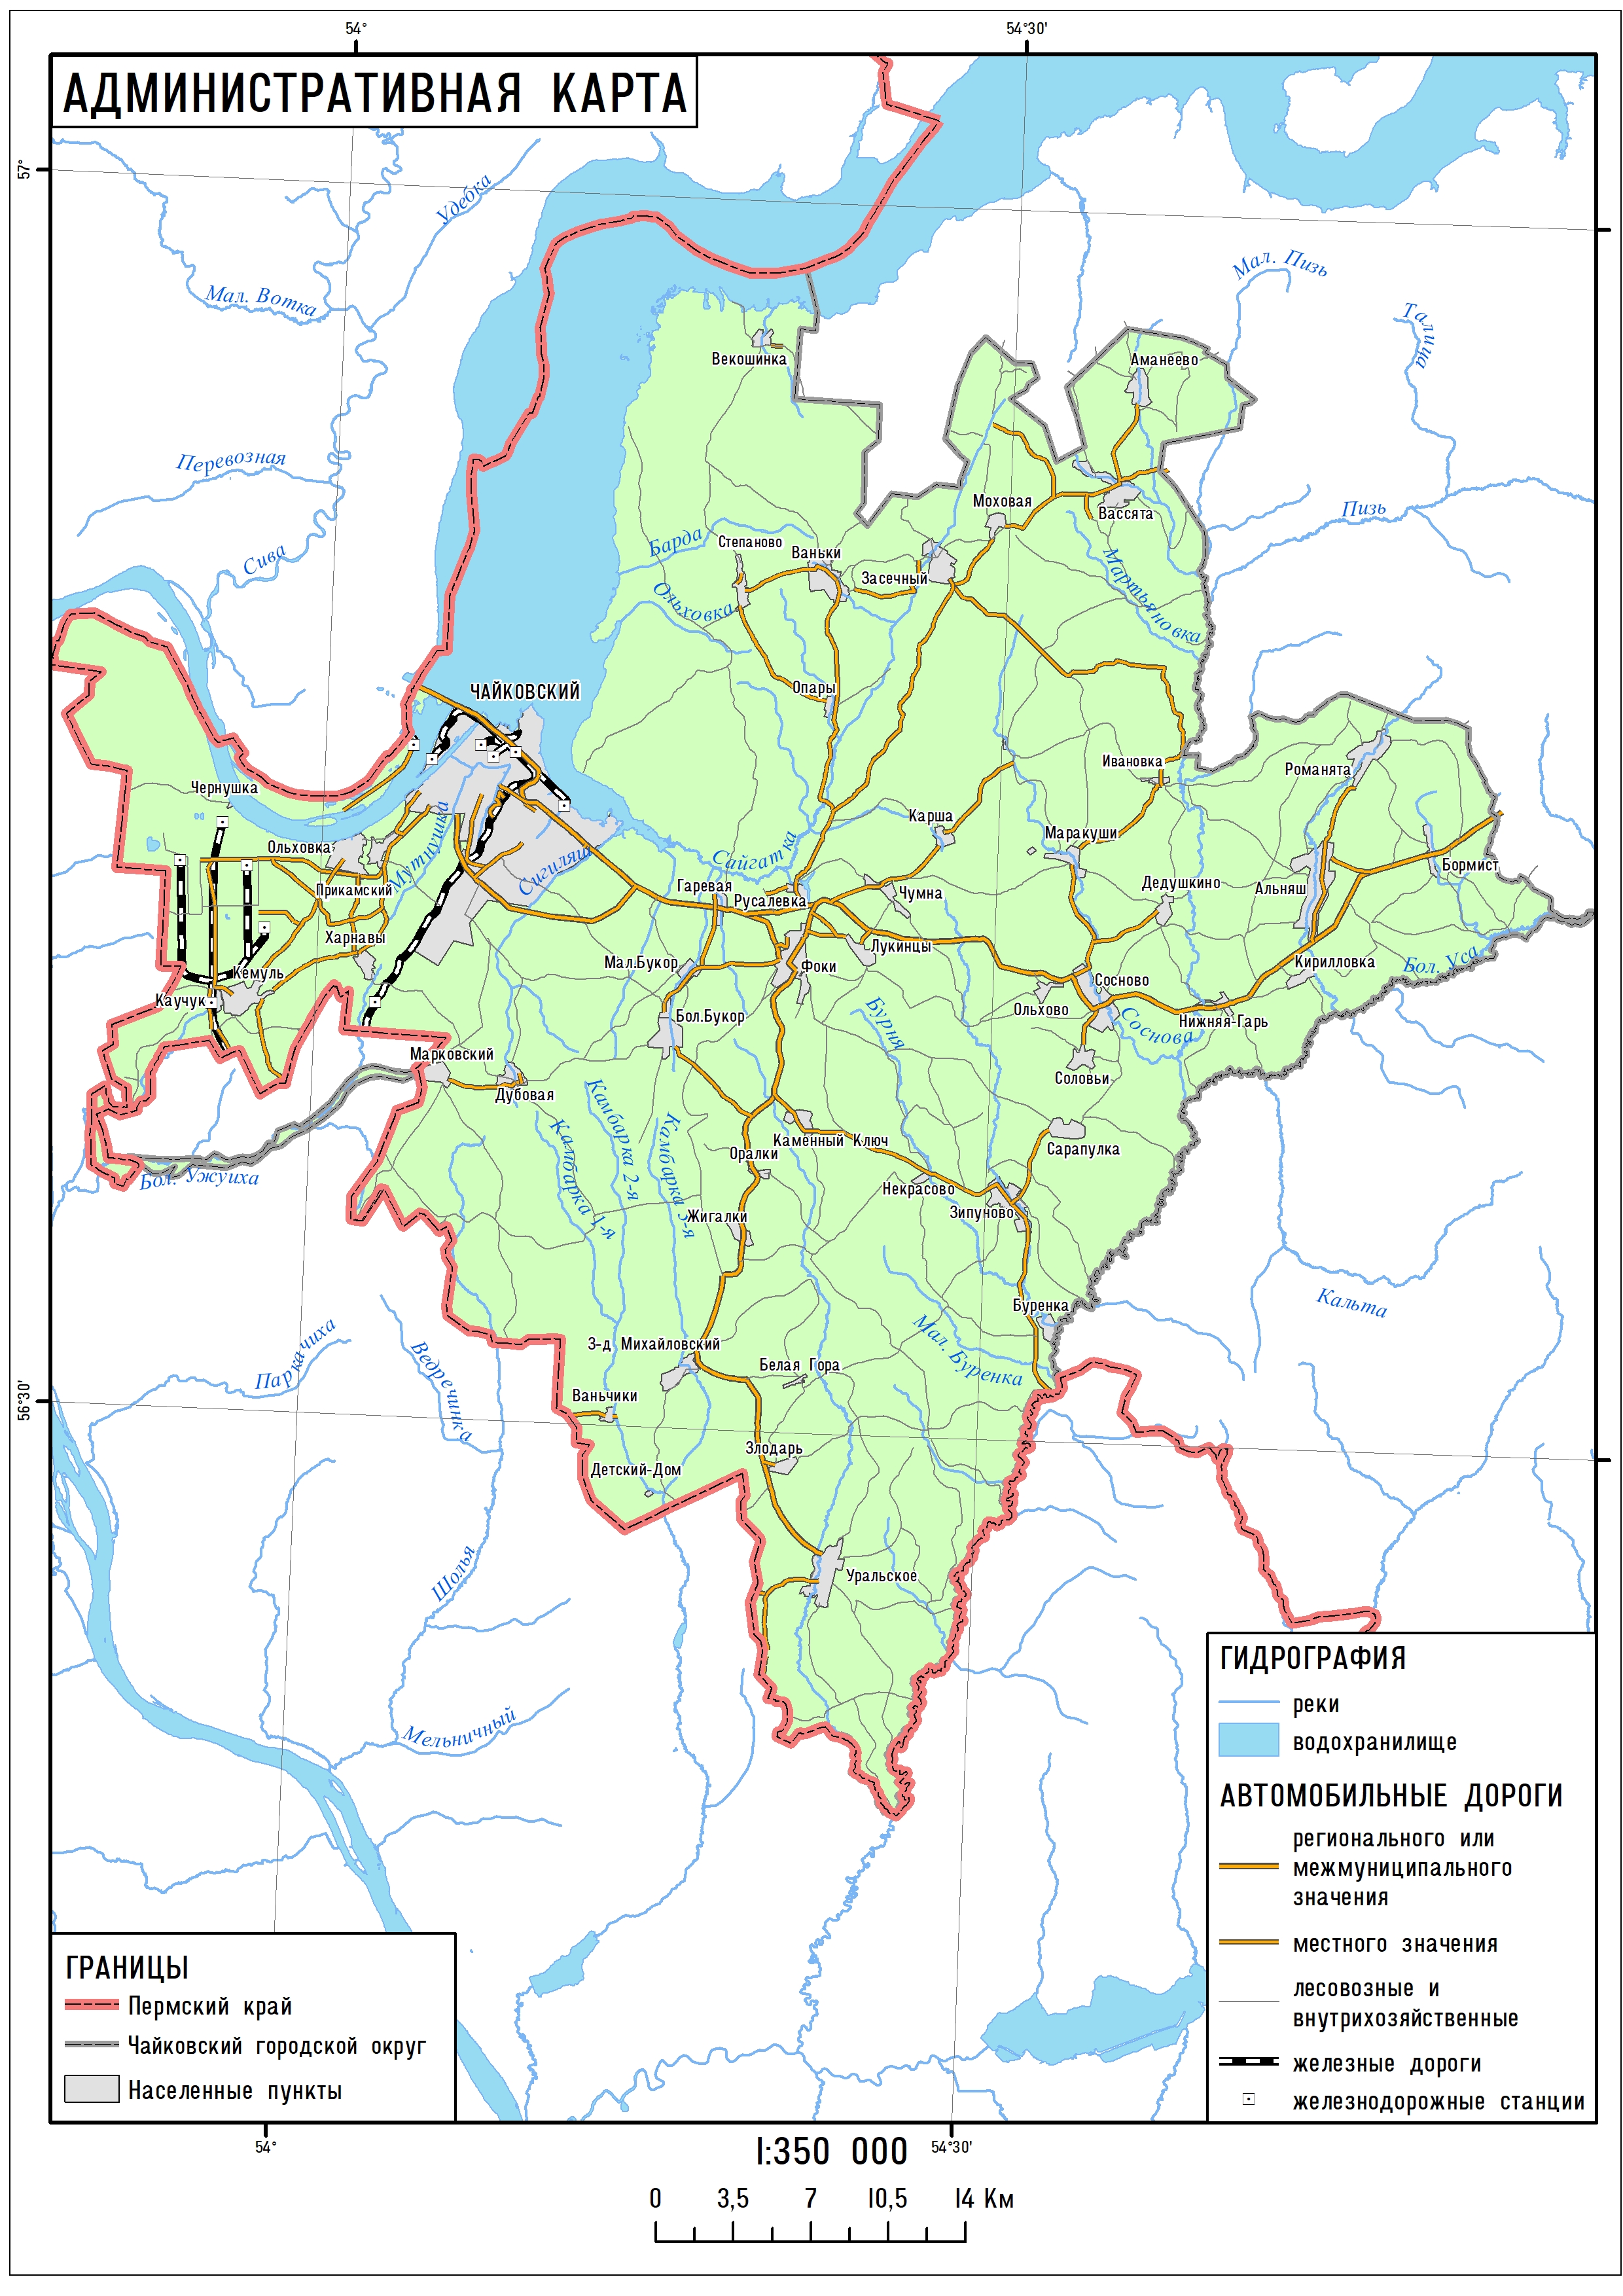 54°
54°30'
АДМИНИСТРАТИВНАЯ КАРТА
57°
Удебка
Мал. Вотка
Мал. Пизь
Талица
Векошинка
Аманеево
Перевозная
Сива
Пизь
Моховая
Вассята
Барда
Степаново
Ваньки
Засечный
Ольховка
Мартьяновка
ЧАЙКОВСКИЙ
Опары
Ивановка
Романята
Чернушка
Карша
Маракуши
Ольховка
Мутнушка
Сигиляш
Сайгатка
Прикамский
Гаревая
Русалевка
Чумна
Дедушкино
Альняш
Бормист
Харнавы
Лукинцы
Мал.Букор
Фоки
Кемуль
Каучук
Сосново
Кирилловка
Бол. Уса
Ольхово
Соснова
Нижняя-Гарь
Бол.Букор
Бурня
Марковский
Дубовая
Соловьи
Камбарка 1-я
Камбарка 2-я
Камбарка 3-я
Каменный Ключ
Оралки
Сарапулка
Бол. Ужуиха
Некрасово
Зипуново
Жигалки
Буренка
Кальта
Паркачиха
Ведречинка
З-д Михайловский
Белая Гора
Мал. Буренка
56°30'
Ваньчики
Злодарь
Детский-Дом
Шолья
Уральское
Мельничный
ГИДРОГРАФИЯ
реки
водохранилище
АВТОМОБИЛЬНЫЕ ДОРОГИ
регионального или
межмуниципального
значения
местного значения
лесовозные и
внутрихозяйственные
железные дороги
железнодорожные станции
ГРАНИЦЫ
Пермский край
Чайковский городской округ
Населенные пункты
54°
54°30'
1:350 000
0 3,5 7 10,5 14 Км